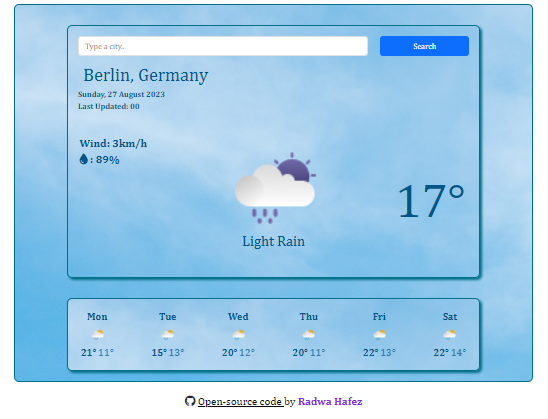 Type a city..
Search
Berlin, Germany
Sunday, 27 August 2023
Last Updated: 00
Wind: 3km/h
: 89%
17°
Light Rain
Mon Tue Wed Thu Fri Sat
21° 11° 15° 13° 20° 12° 20° 11° 22° 13° 22° 14°
Open-source code by Radwa Hafez